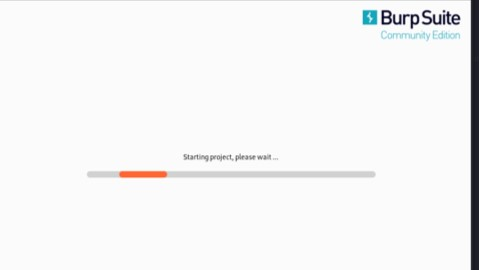 Burp Suite
Community Edition
Starting project, please wait ...